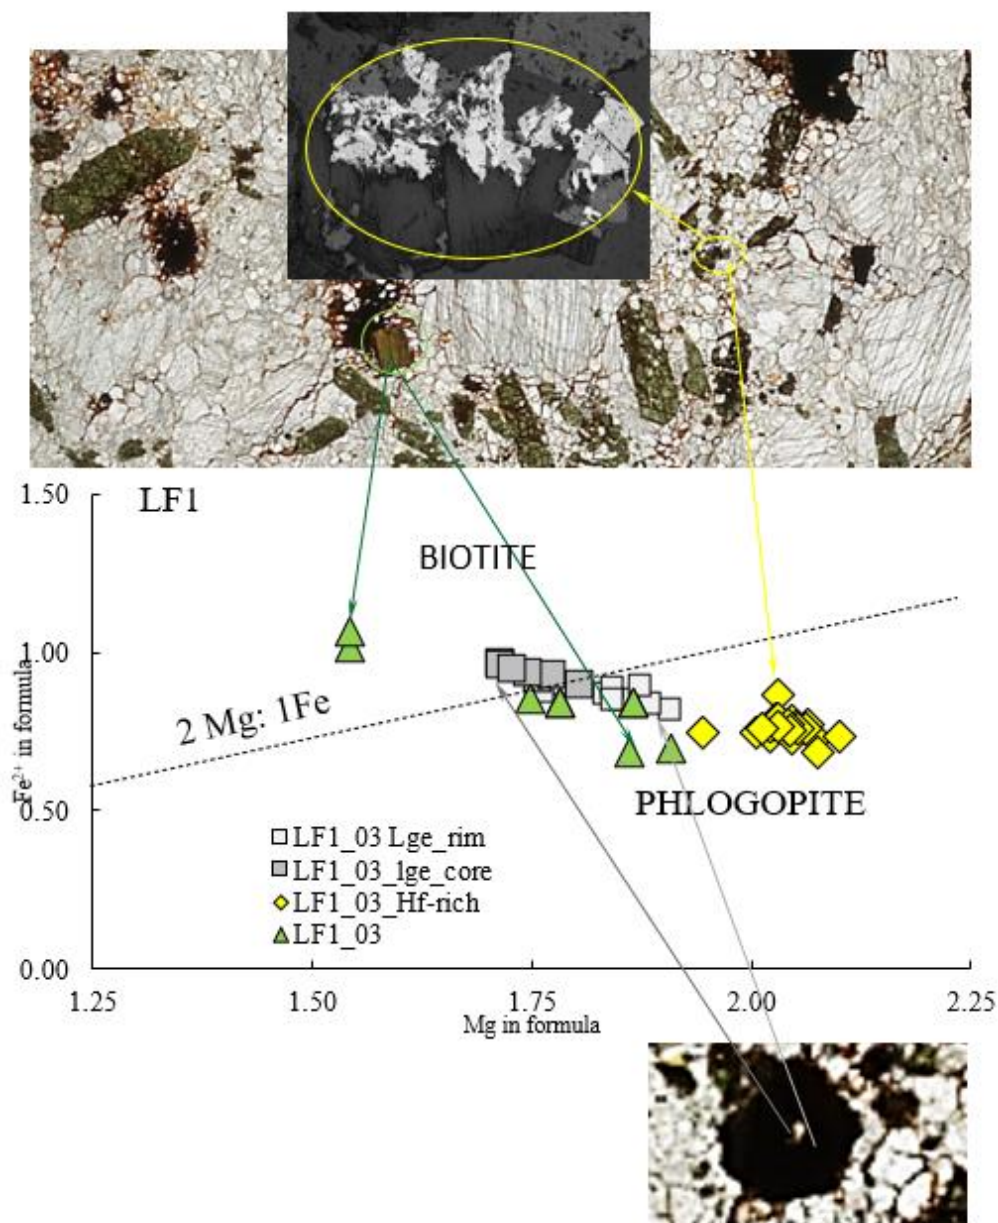 1.50
LF1
BIOTITE
1.00
2 Mg: 1Fe
Fe²⁺ in formula
0.50
PHLOGOPITE
LF1_03 Lge_rim
LF1_03_lge_core
LF1_03_Hf-rich
LF1_03
0.00
1.25 1.50 1.75 2.00 2.25
Mg in formula